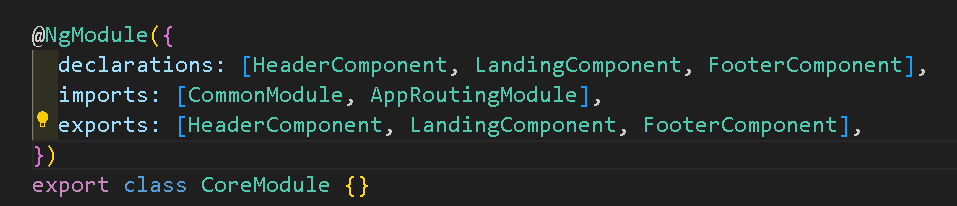 @NgModule({
declarations: [HeaderComponent, LandingComponent, FooterComponent],
imports: [CommonModule, AppRoutingModule],
exports: [HeaderComponent, LandingComponent, FooterComponent],
})
export class CoreModule {}